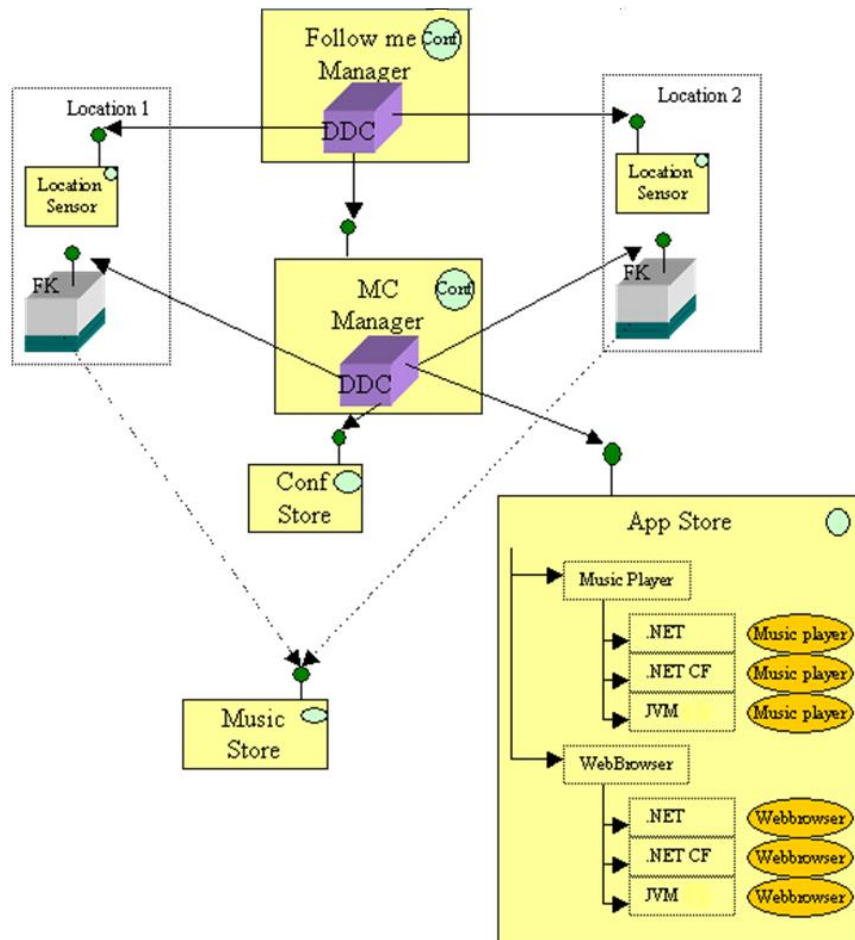 Follow me
Manager
Conf
DDC
Location 1
Location
Sensor
FK
Location 2
Location
Sensor
FK
MC
Manager
Conf
DDC
Conf
Store
App Store
Music Player
.NET
Music player
.NET CF
Music player
JVM
Music player
WebBrowser
.NET
Webbrowser
.NET CF
Webbrowser
JVM
Webbrowser
Music
Store